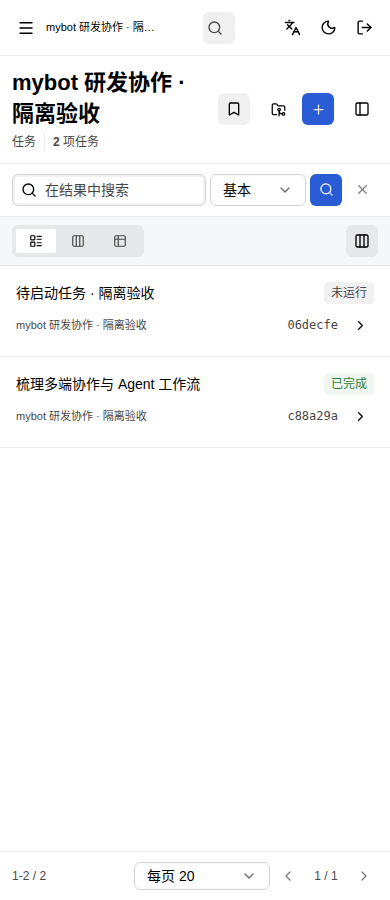 mybot 研发协作 · 隔…
mybot 研发协作 ·
隔离验收
任务 2 项任务
在结果中搜索 基本
待启动任务 · 隔离验收 未运行
mybot 研发协作 · 隔离验收 06decfe
梳理多端协作与 Agent 工作流 已完成
mybot 研发协作 · 隔离验收 c88a29a
1-2 / 2 每页 20 1 / 1